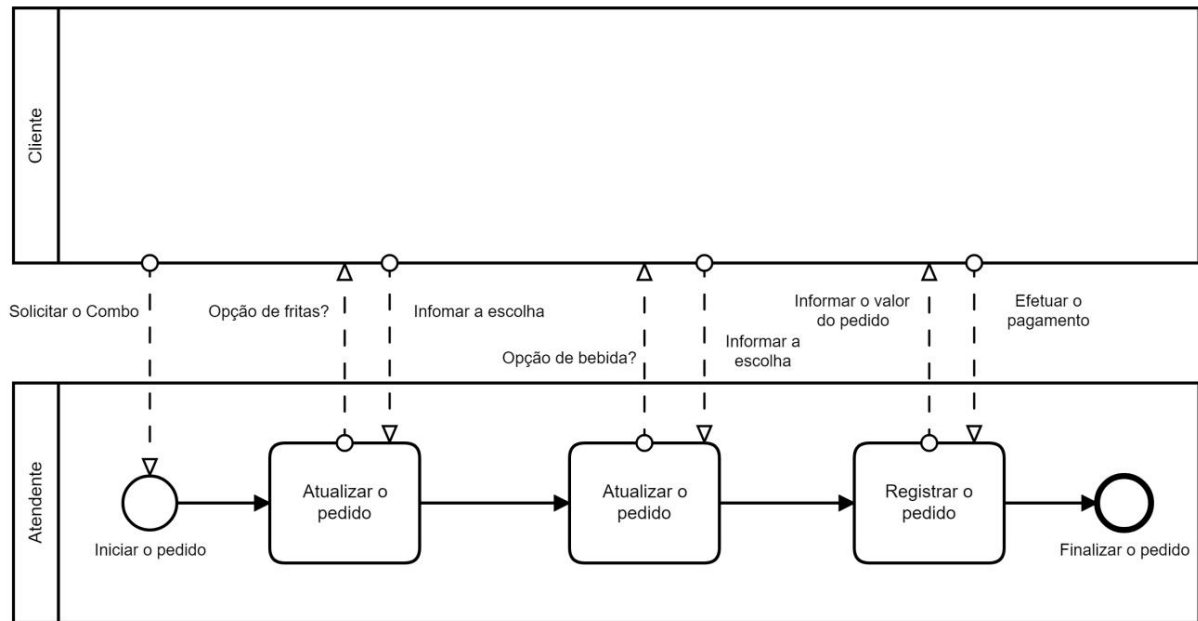 Cliente
Solicitar o Combo
Opção de fritas?
Infomar a escolha
Opção de bebida?
Informar a
escolha
Informar o valor
do pedido
Efetuar o
pagamento
Atendente
Iniciar o pedido
Atualizar o
pedido
Atualizar o
pedido
Registrar o
pedido
Finalizar o pedido